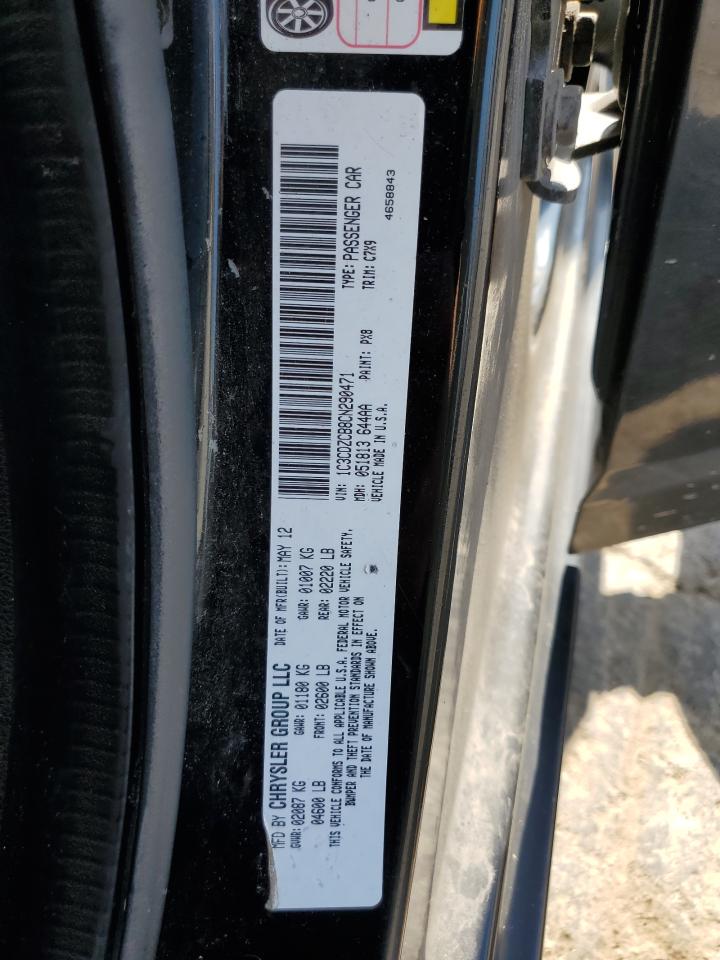 MFD BY CHRYSLER GROUP LLC DATE OF MFR(BUILT): MAY 12
GVWR: 02087 KG GAWR: 01180 KG GAWR: 01007 KG
04600 LB FRONT: 02600 LB REAR: 02220 LB
THIS VEHICLE CONFORMS TO ALL APPLICABLE U.S.A. FEDERAL MOTOR VEHICLE SAFETY,
BUMPER AND THEFT PREVENTION STANDARDS IN EFFECT ON
THE DATE OF MANUFACTURE SHOWN ABOVE.
VIN: 1C3CDZCB8CN290471 TYPE: PASSENGER CAR
MDH: 051813 644AA PAINT: PX8 TRIM: C7X9
VEHICLE MADE IN U.S.A. 4658843